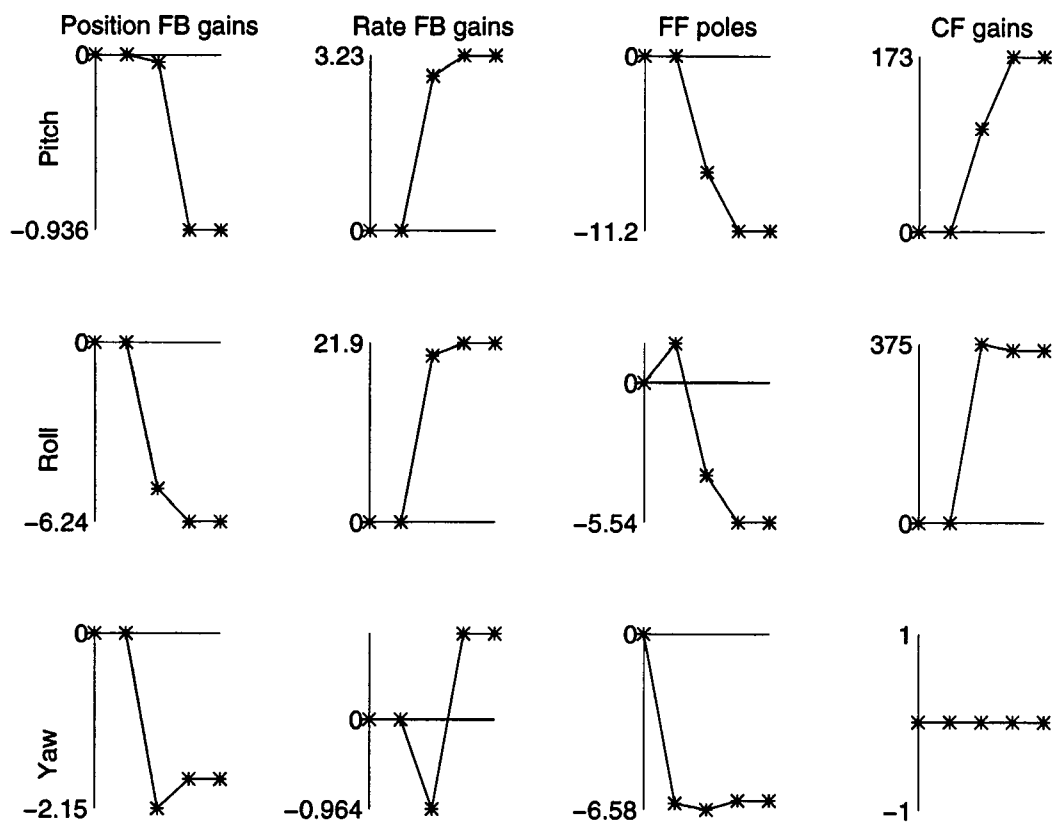 Position FB gains Rate FB gains FF poles CF gains
0 3.23 0 173
Pitch
−0.936 0 −11.2 0
0 21.9 375
0
Roll
−6.24 0 −5.54 0
0 0 1
0
Yaw
−2.15 −0.964 −6.58 −1